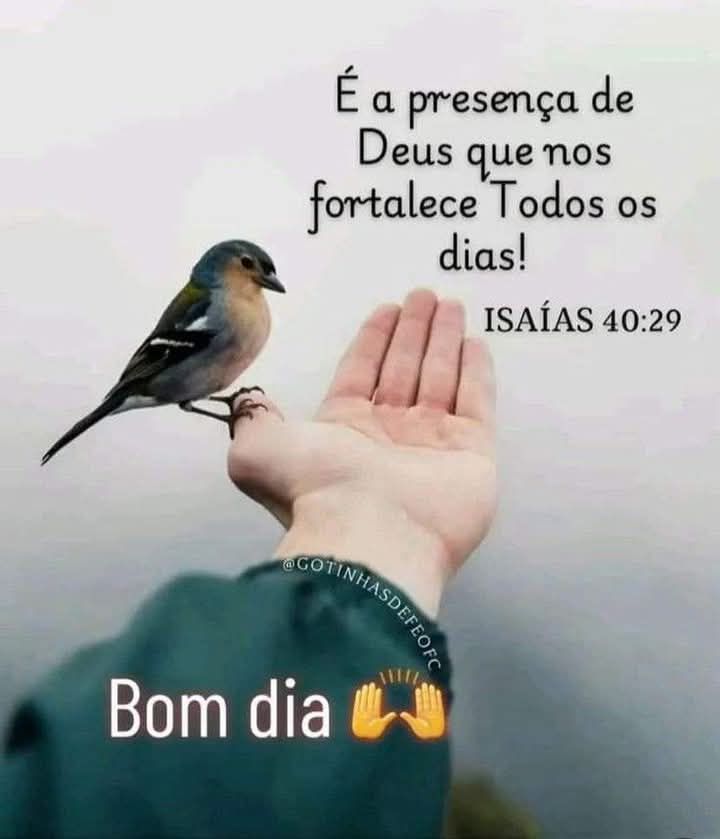 É a presença de
Deus que nos
fortalece Todos os
dias!
ISAÍAS 40:29
@GOTINHASDEFEOFC
Bom dia 🙌